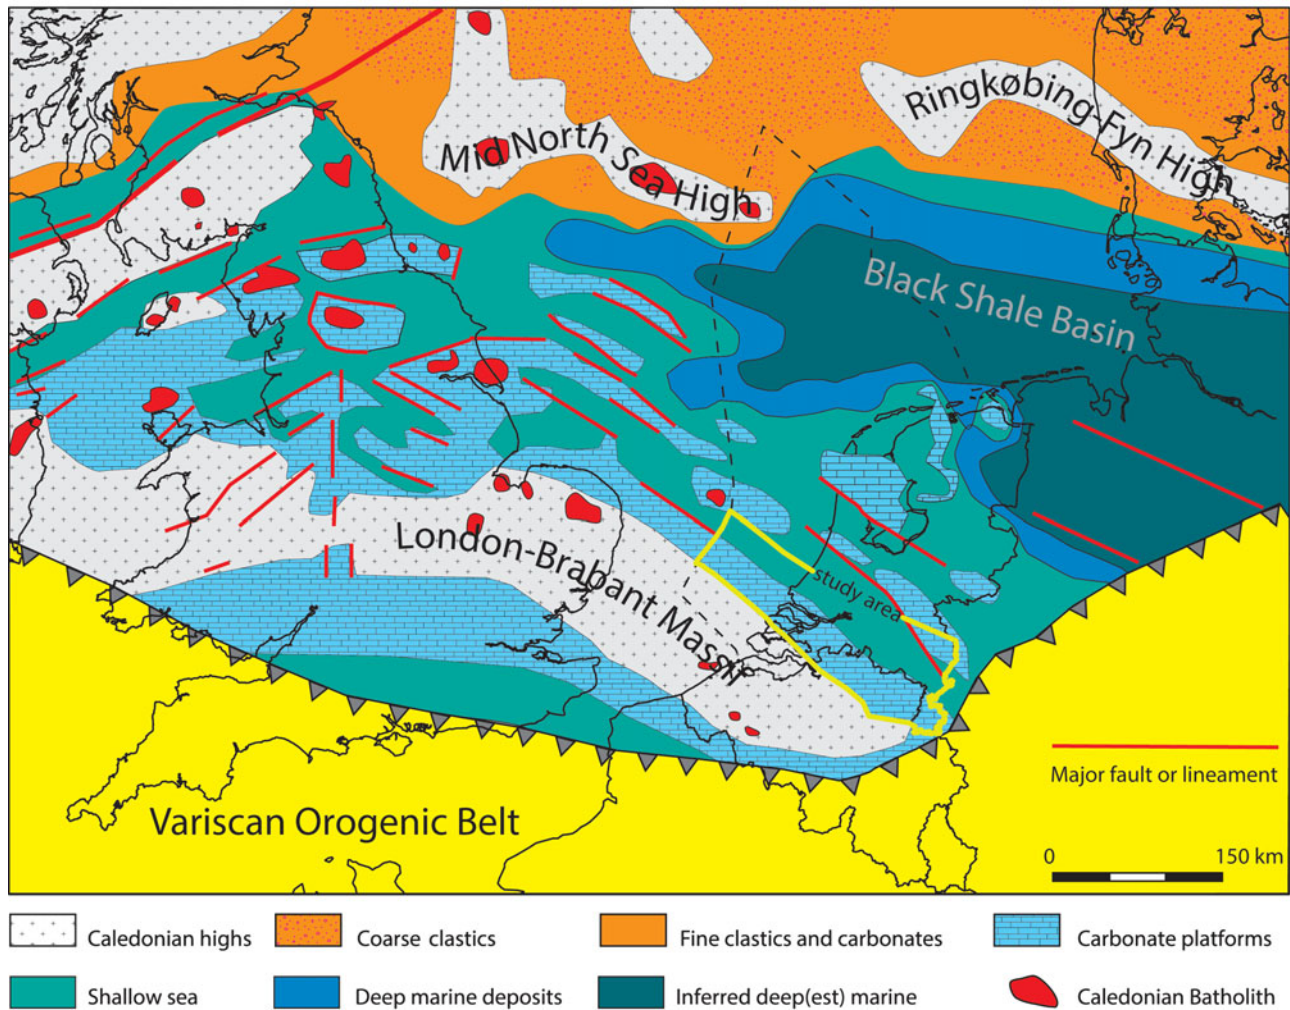 Ringkøbing-Fyn High
Mid North Sea High
Black Shale Basin
London-Brabant Massif
study area
Major fault or lineament
Variscan Orogenic Belt
0 150 km
Caledonian highs
Coarse clastics
Fine clastics and carbonates
Carbonate platforms
Shallow sea
Deep marine deposits
Inferred deep(est) marine
Caledonian Batholith